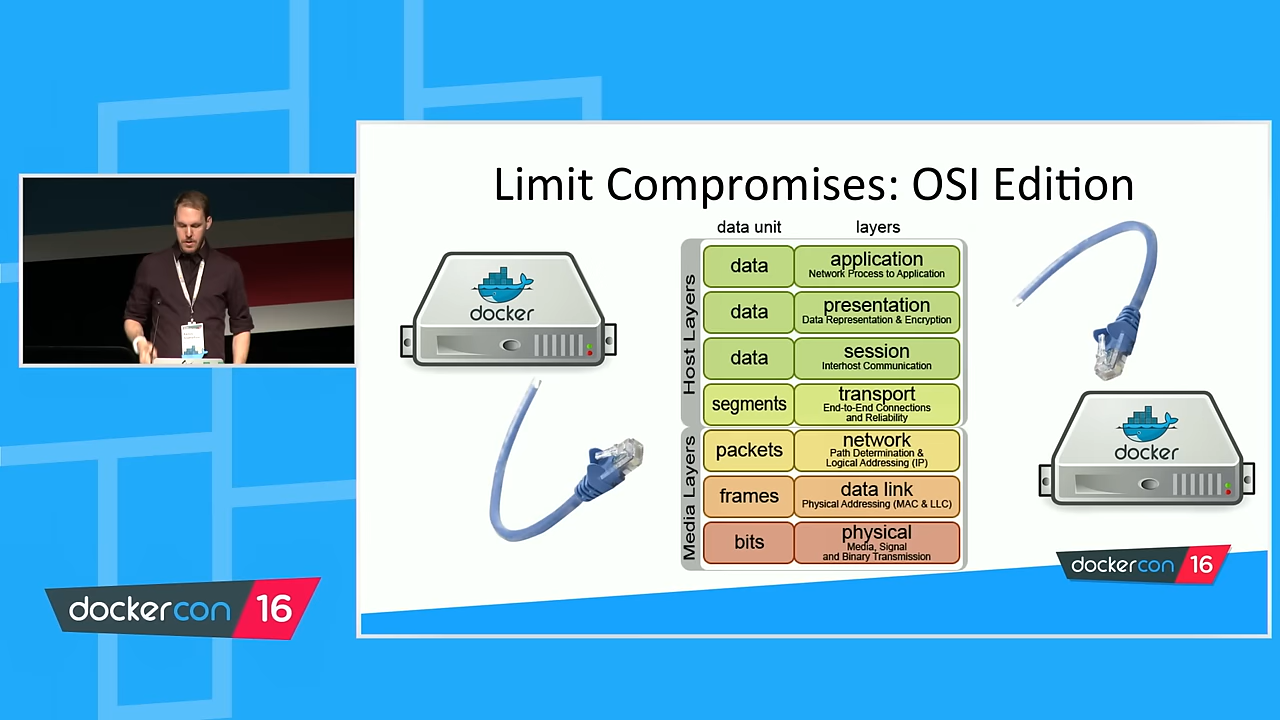 Limit Compromises: OSI Edition
data unit
layers
docker
Host Layers
data
application
Network Process to Application
data
presentation
Data Representation & Encryption
data
session
Interhost Communication
segments
transport
End-to-End Connections
and Reliability
Media Layers
packets
network
Path Determination &
Logical Addressing (IP)
frames
data link
Physical Addressing (MAC & LLC)
bits
physical
Media, Signal
and Binary Transmission
docker
dockercon 16
dockercon 16